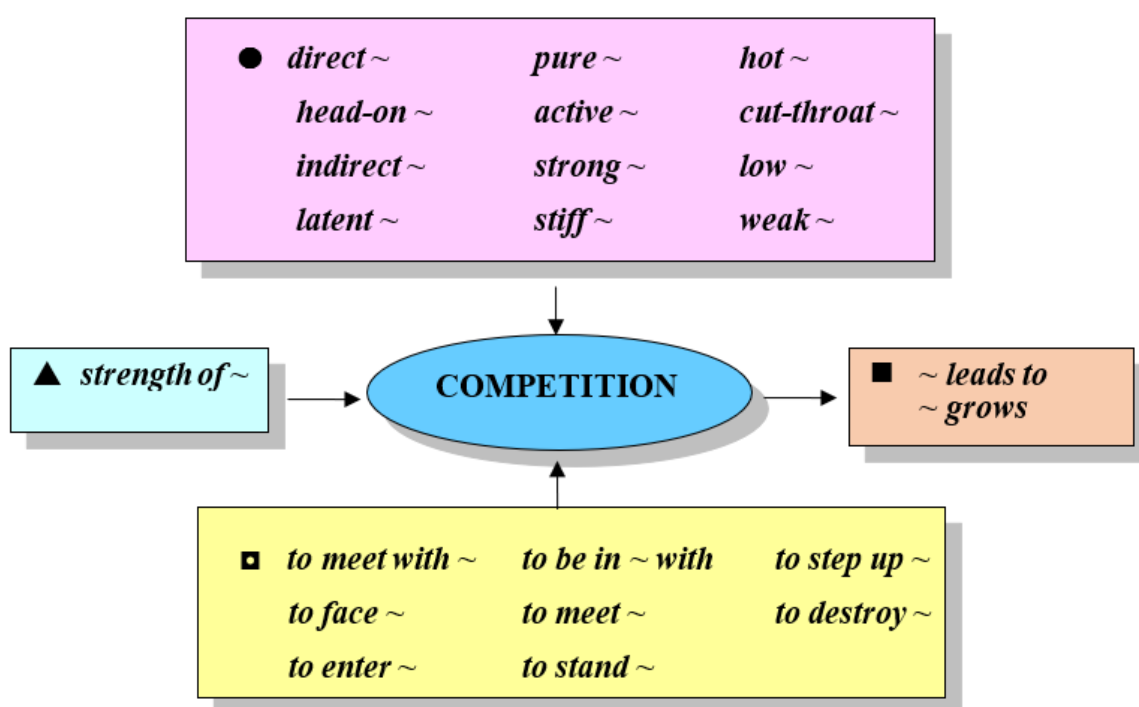 ● direct ~ pure ~ hot ~
head-on ~ active ~ cut-throat ~
indirect ~ strong ~ low ~
latent ~ stiff ~ weak ~
▲ strength of ~
COMPETITION
■ ~ leads to
~ grows
◘ to meet with ~ to be in ~ with to step up ~
to face ~ to meet ~ to destroy ~
to enter ~ to stand ~